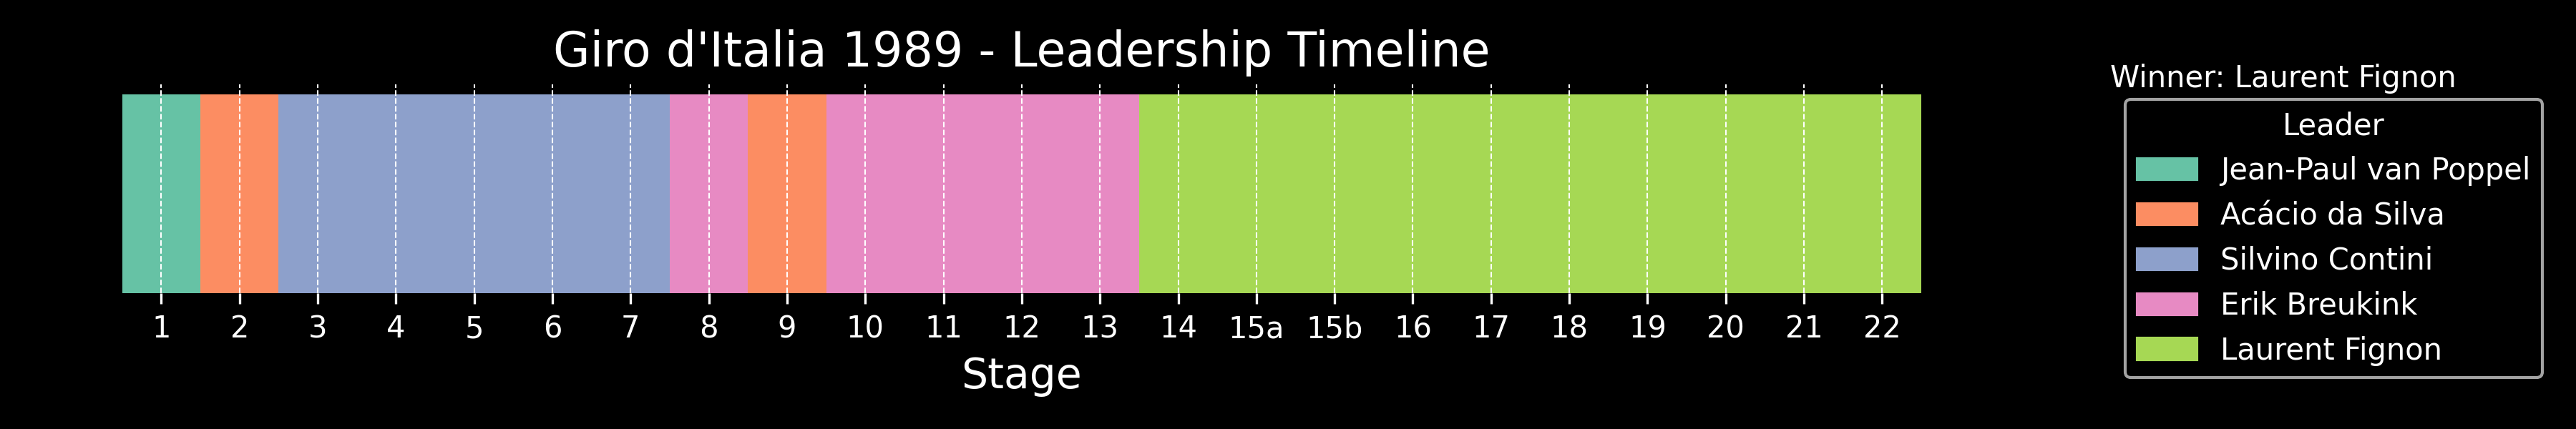 Giro d'Italia 1989 - Leadership Timeline
Winner: Laurent Fignon
Leader
Jean-Paul van Poppel
Acácio da Silva
Silvino Contini
Erik Breukink
Laurent Fignon
1 2 3 4 5 6 7 8 9 10 11 12 13 14 15a 15b 16 17 18 19 20 21 22
Stage